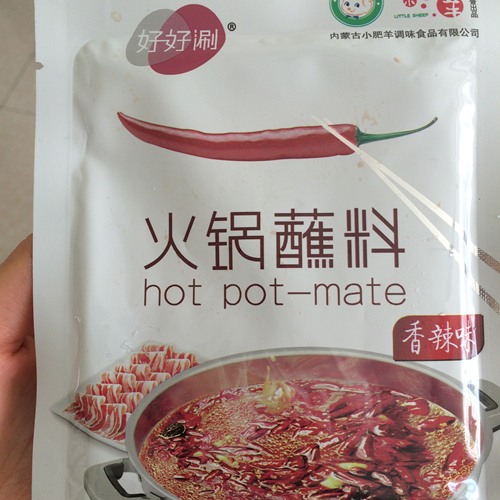 好好涮®
LITTLE SHEEP
内蒙古小肥羊调味食品有限公司
火锅蘸料
hot pot-mate
香辣味